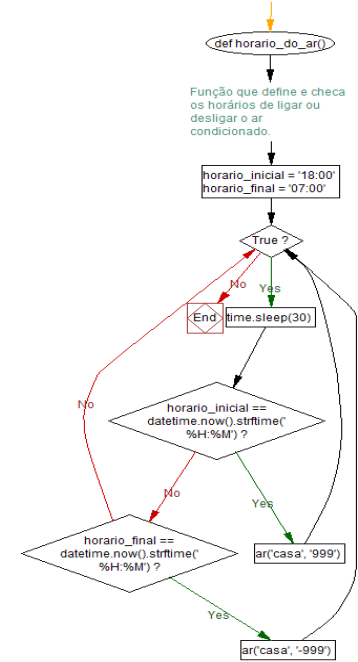 def horario_do_ar()
Função que define e checa
os horários de ligar ou
desligar o ar
condicionado.
horario_inicial = '18:00'
horario_final = '07:00'
True ?
No
Yes
End
time.sleep(30)
horario_inicial ==
datetime.now().strftime('
%H:%M') ?
No
No
Yes
horario_final ==
datetime.now().strftime('
%H:%M') ?
ar('casa', '999')
Yes
ar('casa', '-999')